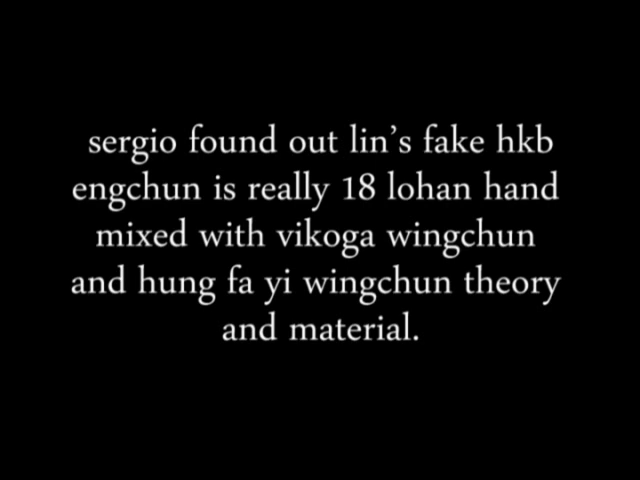 sergio found out lin's fake hkb
engchun is really 18 lohan hand
mixed with vikoga wingchun
and hung fa yi wingchun theory
and material.